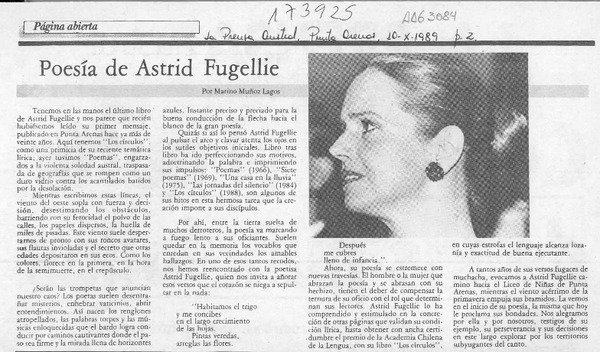 173925
AA63084
Página abierta
La Prensa Austral, Punta Arenas, 10-X-1989 p. 2.
Poesía de Astrid Fugellie
Por Marino Muñoz Lagos
Tenemos en las manos el último libro
de Astrid Fugellie y nos parece que recién
hubiésemos leído su primer mensaje,
publicado en Punta Arenas hace ya más de
veinte años. Aquí tenemos "Los círculos",
como una primicia de su reciente temática
lírica; ayer tuvimos "Poemas", engarza-
dos a la violenta soledad austral, traspasa-
da de geografías que se rompen como un
duro vidrio contra los acantilados batidos
por la desolación.
Mientras escribimos estas líneas, el
viento del oeste sopla con fuerza y deci-
sión, desestimando los obstáculos,
barriendo con su ferocidad el polvo de las
calles, los papeles dispersos, la huella de
miles de pisadas. Este viento suele desper-
tarnos de pronto con sus roncos avatares,
sus flautas invioladas y el secreto que otras
edades depositaron en sus ecos. Como los
colores, florece en la primera, en la hora
de la semimuerte, en el crepúsculo.
¿Serán las trompetas que anuncian
nuestro caos? Los poetas suelen desentra-
ñar misterios, enhebrar vaticinios, abrir
entendimientos. Así nacen los renglones
atropellados, las palabras torpes y las mú-
sicas enloquecidas que el bardo logra con-
ducir por caminos cautivantes donde el pa-
so sea firme y la mirada llena de horizontes
azules. Instante preciso y preciado para la
buena conducción de la flecha hacia el
blanco de la gran poesía.
Quizás si así lo pensó Astrid Fugellie
al pulsar el arco y clavar atenta los ojos en
los sutiles objetivos iniciales. Libro tras
libro ha ido perfeccionando sus motivos,
adoctrinando la palabra e imprimiendo
sus impulsos: "Poemas" (1966), "Siete
poemas" (1969), "Una casa en la lluvia"
(1975), "Las jornadas del silencio" (1984)
y "Los círculos" (1988), son algunos de
sus hitos en esta hermosa tarea que la cre-
ación impone a sus discípulos.
Por ahí, entre la tierra suelta de
muchos derroteros, la poesía va marcando
a fuego lento a sus oficiantes. Suelen
quedar en la memoria los vocablos que
enredan en sus vecindades las amables
hallazgos. En uno de estos tantos recodos,
nos hemos reencontrado con la poetisa
Astrid Fugellie, quien nos invita a añorar
esos versos que el corazón se niega a sepul-
tar en la nada:
"Habitamos el trigo
y me concibes
en el largo crecimiento
de las hojas.
Pintas veredas,
arreglas las flores.
Después
me cubres
lleno de infancia.".
Ahora, su poesía se estremece con
nuevas travesías. El hombre o la mujer que
abrazan la poesía y se abisman con su
hechizo, tienen el deber de compensar la
ternura de su oficio con el rol que determi-
nan sus lectores. Astrid Fugellie lo ha
comprendido y estimulado en la concre-
ción de otras páginas que validan su condi-
ción lírica, hasta obtener con ancha certi-
dumbre el premio de la Academia Chilena
de la Lengua, con su libro "Los círculos",
en cuyas estrofas el lenguaje alcanza loza-
nía y exactitud de buena ejecutante.
A tantos años de sus venas fugaces de
muchacha, evocamos a Astrid Fugellie ca-
mino hacia el Liceo de Niñas de Punta
Arenas, mientras el viento acérrimo de la
primavera empuja sus bramidos. La vemos
en el inicio de su poesía, la misma que hoy
le proclama sus bondades. Nos alegramos
por ella y por nosotros, testigos de su
ejemplo, su perseverancia y sus decisiones
en este largo explorar por los territorios
subyugantes del canto.